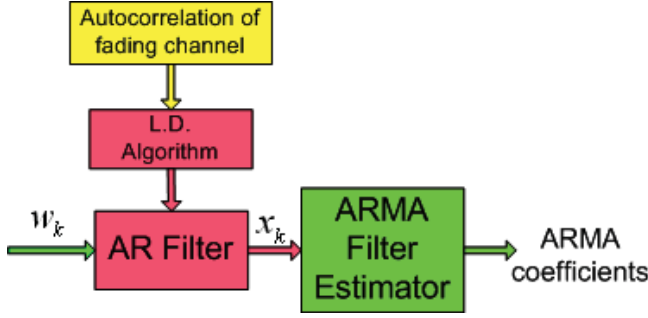 Autocorrelation of
fading channel
L.D.
Algorithm
w_k
AR Filter
x_k
ARMA
Filter
Estimator
ARMA
coefficients